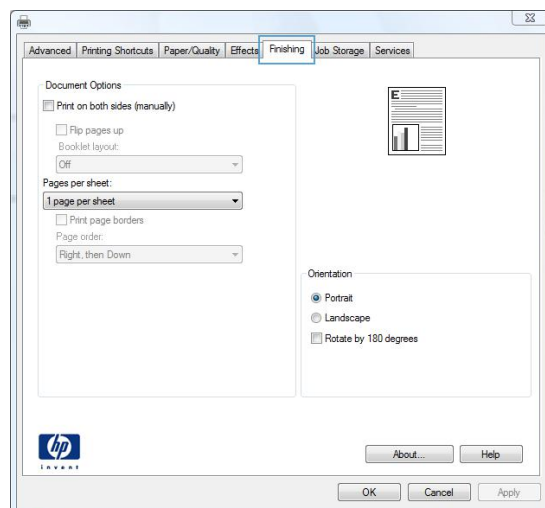 Advanced Printing Shortcuts Paper/Quality Effects Finishing Job Storage Services
Document Options
Print on both sides (manually)
Flip pages up
Booklet layout:
Off
Pages per sheet:
1 page per sheet
Print page borders
Page order:
Right, then Down
E
Orientation
Portrait
Landscape
Rotate by 180 degrees
hp
invent
About... Help
OK Cancel Apply